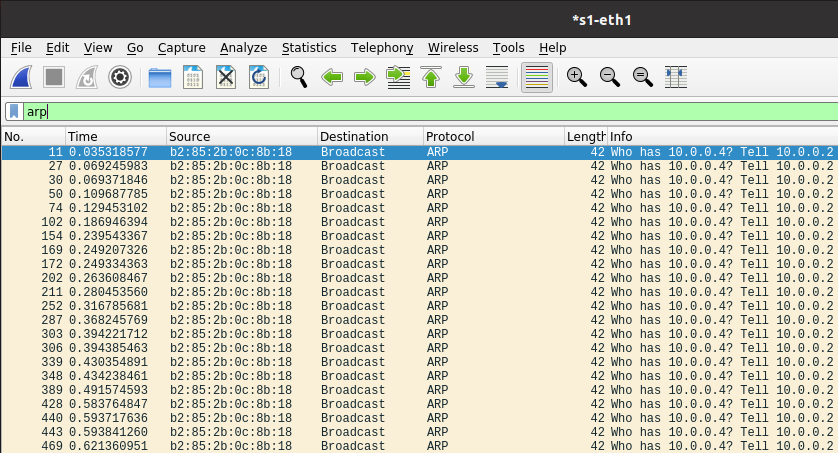 *s1-eth1
File Edit View Go Capture Analyze Statistics Telephony Wireless Tools Help
arp
No. Time Source Destination Protocol Length Info
11 0.035318577 b2:85:2b:0c:8b:18 Broadcast ARP 42 Who has 10.0.0.4? Tell 10.0.0.2
27 0.069245983 b2:85:2b:0c:8b:18 Broadcast ARP 42 Who has 10.0.0.4? Tell 10.0.0.2
30 0.069371846 b2:85:2b:0c:8b:18 Broadcast ARP 42 Who has 10.0.0.4? Tell 10.0.0.2
50 0.109687785 b2:85:2b:0c:8b:18 Broadcast ARP 42 Who has 10.0.0.4? Tell 10.0.0.2
74 0.129453102 b2:85:2b:0c:8b:18 Broadcast ARP 42 Who has 10.0.0.4? Tell 10.0.0.2
102 0.186946394 b2:85:2b:0c:8b:18 Broadcast ARP 42 Who has 10.0.0.4? Tell 10.0.0.2
154 0.239543367 b2:85:2b:0c:8b:18 Broadcast ARP 42 Who has 10.0.0.4? Tell 10.0.0.2
169 0.249207326 b2:85:2b:0c:8b:18 Broadcast ARP 42 Who has 10.0.0.4? Tell 10.0.0.2
172 0.249334363 b2:85:2b:0c:8b:18 Broadcast ARP 42 Who has 10.0.0.4? Tell 10.0.0.2
202 0.263608467 b2:85:2b:0c:8b:18 Broadcast ARP 42 Who has 10.0.0.4? Tell 10.0.0.2
211 0.280453560 b2:85:2b:0c:8b:18 Broadcast ARP 42 Who has 10.0.0.4? Tell 10.0.0.2
252 0.316785681 b2:85:2b:0c:8b:18 Broadcast ARP 42 Who has 10.0.0.4? Tell 10.0.0.2
287 0.368245769 b2:85:2b:0c:8b:18 Broadcast ARP 42 Who has 10.0.0.4? Tell 10.0.0.2
303 0.394221712 b2:85:2b:0c:8b:18 Broadcast ARP 42 Who has 10.0.0.4? Tell 10.0.0.2
306 0.394385463 b2:85:2b:0c:8b:18 Broadcast ARP 42 Who has 10.0.0.4? Tell 10.0.0.2
339 0.430354891 b2:85:2b:0c:8b:18 Broadcast ARP 42 Who has 10.0.0.4? Tell 10.0.0.2
348 0.434238461 b2:85:2b:0c:8b:18 Broadcast ARP 42 Who has 10.0.0.4? Tell 10.0.0.2
389 0.491574593 b2:85:2b:0c:8b:18 Broadcast ARP 42 Who has 10.0.0.4? Tell 10.0.0.2
428 0.583764847 b2:85:2b:0c:8b:18 Broadcast ARP 42 Who has 10.0.0.4? Tell 10.0.0.2
440 0.593717636 b2:85:2b:0c:8b:18 Broadcast ARP 42 Who has 10.0.0.4? Tell 10.0.0.2
443 0.593841260 b2:85:2b:0c:8b:18 Broadcast ARP 42 Who has 10.0.0.4? Tell 10.0.0.2
469 0.621360951 b2:85:2b:0c:8b:18 Broadcast ARP 42 Who has 10.0.0.4? Tell 10.0.0.2